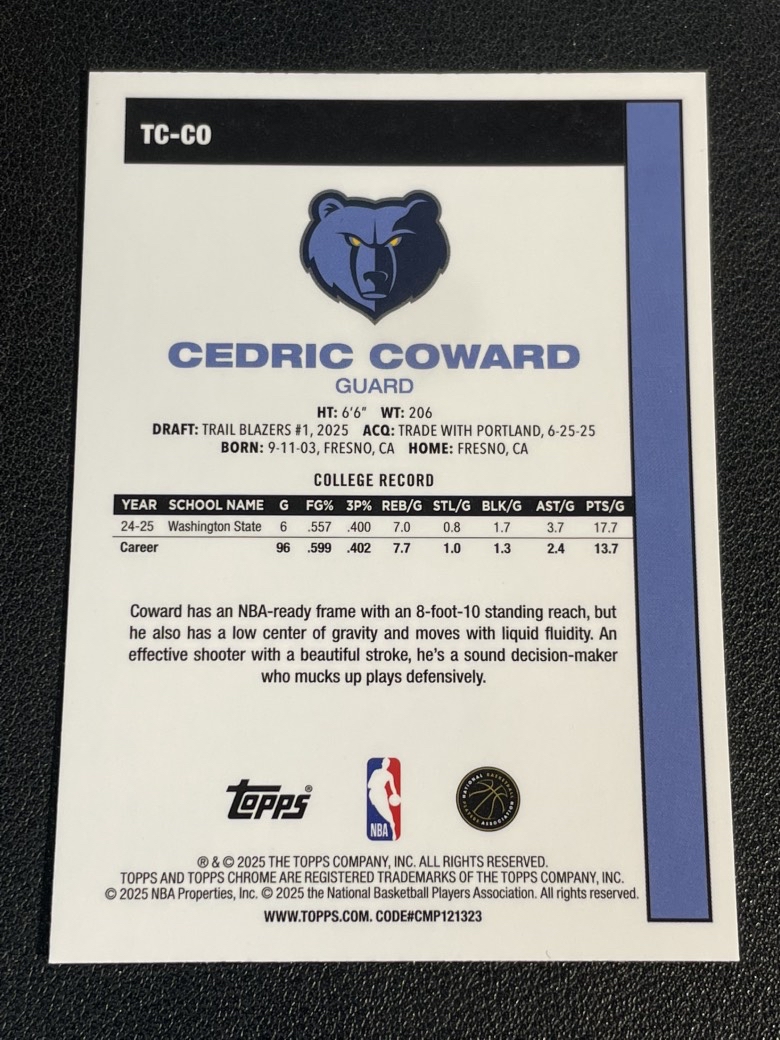 TC-CO
CEDRIC COWARD
GUARD
HT: 6'6" WT: 206
DRAFT: TRAIL BLAZERS #1, 2025 ACQ: TRADE WITH PORTLAND, 6-25-25
BORN: 9-11-03, FRESNO, CA HOME: FRESNO, CA
COLLEGE RECORD
YEAR SCHOOL NAME G FG% 3P% REB/G STL/G BLK/G AST/G PTS/G
24-25 Washington State 6 .557 .400 7.0 0.8 1.7 3.7 17.7
Career 96 .599 .402 7.7 1.0 1.3 2.4 13.7
Coward has an NBA-ready frame with an 8-foot-10 standing reach, but
he also has a low center of gravity and moves with liquid fluidity. An
effective shooter with a beautiful stroke, he's a sound decision-maker
who mucks up plays defensively.
Topps®
NBA
NATIONAL BASKETBALL PLAYERS ASSOCIATION
® & © 2025 THE TOPPS COMPANY, INC. ALL RIGHTS RESERVED.
TOPPS AND TOPPS CHROME ARE REGISTERED TRADEMARKS OF THE TOPPS COMPANY, INC.
© 2025 NBA Properties, Inc. © 2025 the National Basketball Players Association. All rights reserved.
WWW.TOPPS.COM. CODE#CMP121323